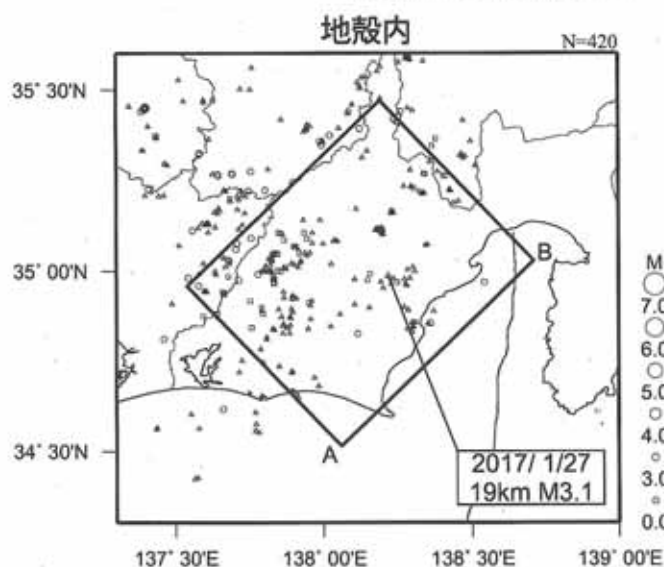 地殻内
N=420
35° 30'N
35° 00'N
34° 30'N
B
A
2017/ 1/27
19km M3.1
M
7.0
6.0
5.0
4.0
3.0
0.0
137° 30'E
138° 00'E
138° 30'E
139° 00'E